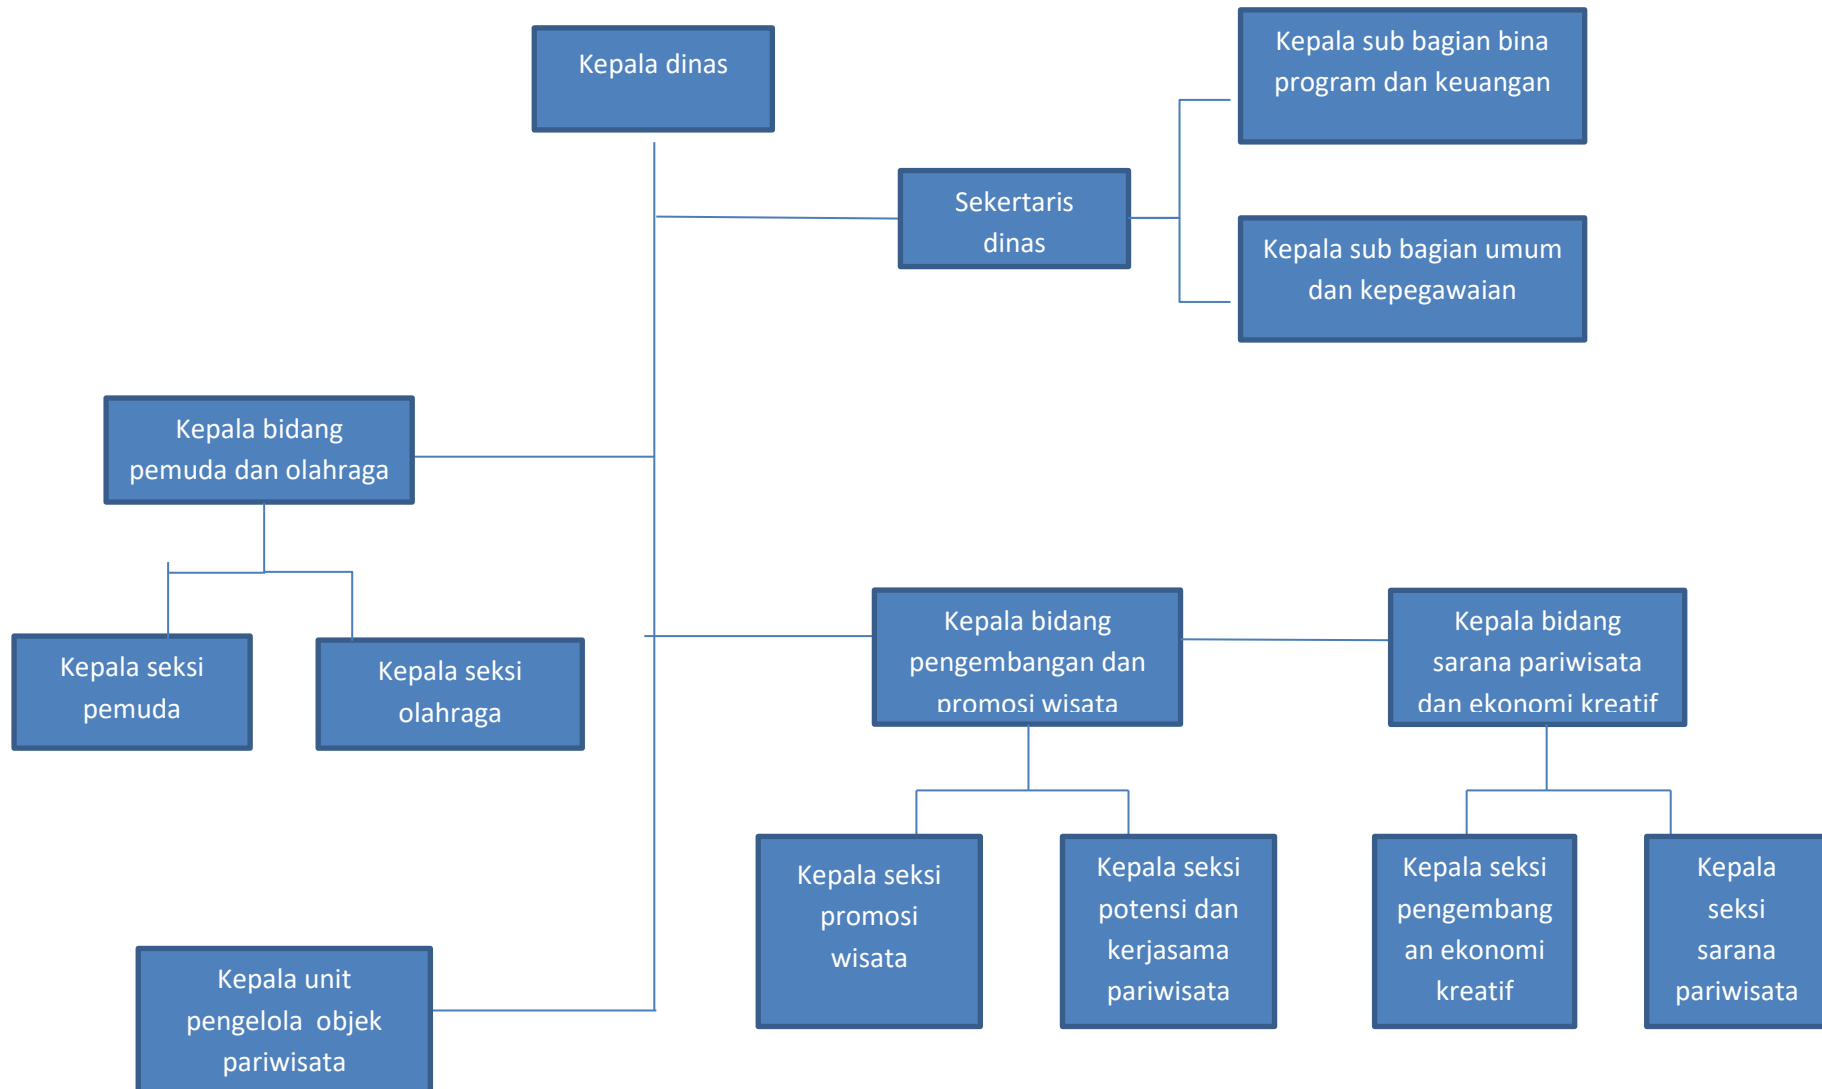 Kepala dinas
Kepala sub bagian bina
program dan keuangan
Sekertaris
dinas
Kepala sub bagian umum
dan kepegawaian
Kepala bidang
pemuda dan olahraga
Kepala seksi
pemuda
Kepala seksi
olahraga
Kepala bidang
pengembangan dan
promosi wisata
Kepala bidang
sarana pariwisata
dan ekonomi kreatif
Kepala seksi
promosi
wisata
Kepala seksi
potensi dan
kerjasama
pariwisata
Kepala seksi
pengembang
an ekonomi
kreatif
Kepala
seksi
sarana
pariwisata
Kepala unit
pengelola  objek
pariwisata